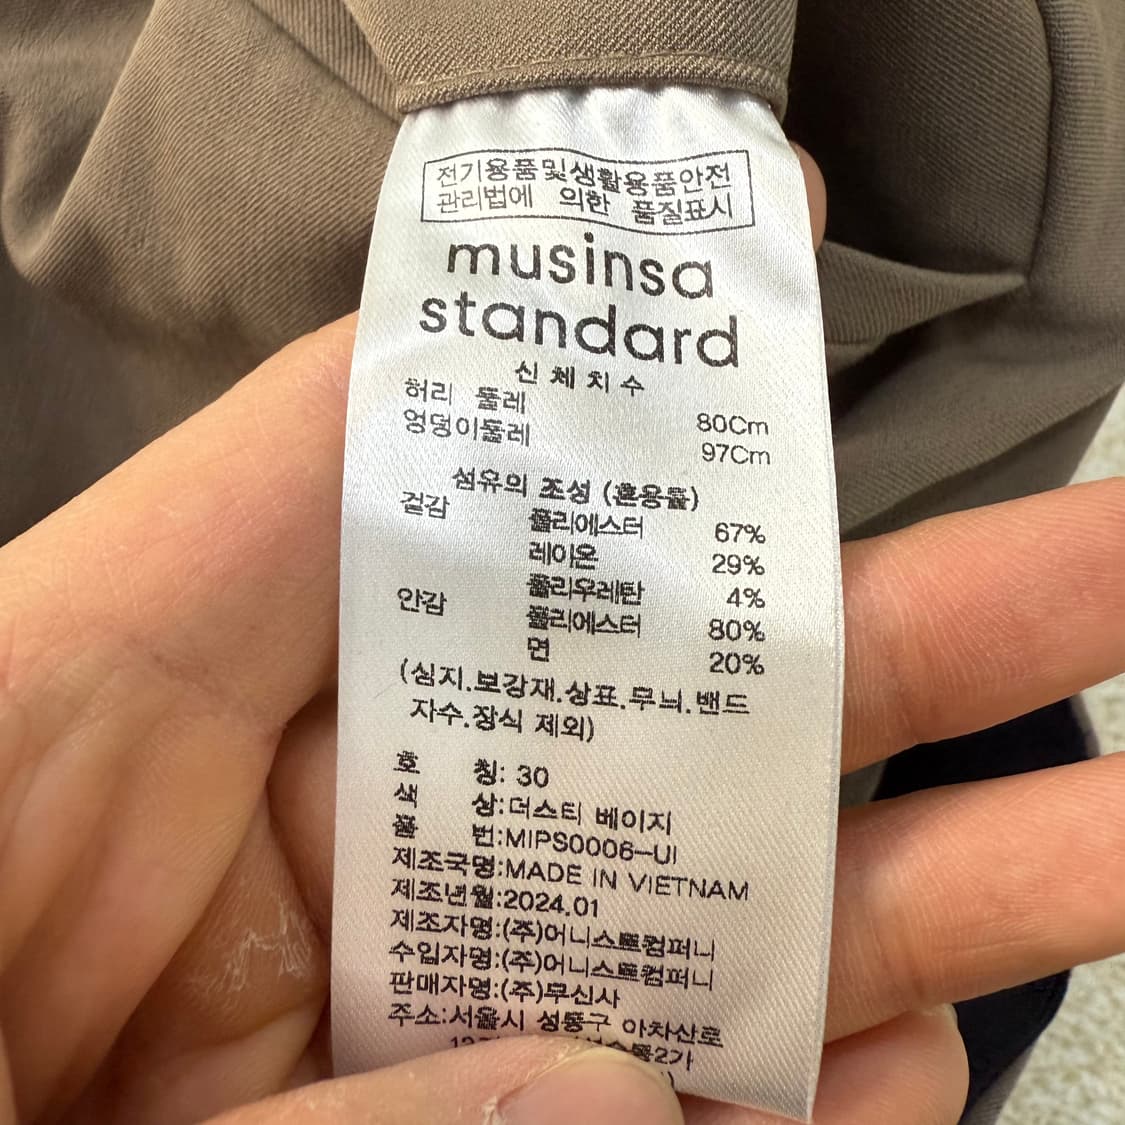 전기용품및생활용품안전
관리법에 의한 품질표시
musinsa
standard
신체치수
허리 둘레 80Cm
엉덩이둘레 97Cm
섬유의 조성 (혼용률)
겉감 폴리에스터 67%
레이온 29%
폴리우레탄 4%
안감 폴리에스터 80%
면 20%
(심지.보강재.상표.무늬.밴드
자수.장식 제외)
호 칭: 30
색 상:더스티 베이지
품 번:MIPS0006-UI
제조국명:MADE IN VIETNAM
제조년월:2024.01
제조자명:(주)어니스트컴퍼니
수입자명:(주)어니스트컴퍼니
판매자명:(주)무신사
주소:서울시 성동구 아차산로